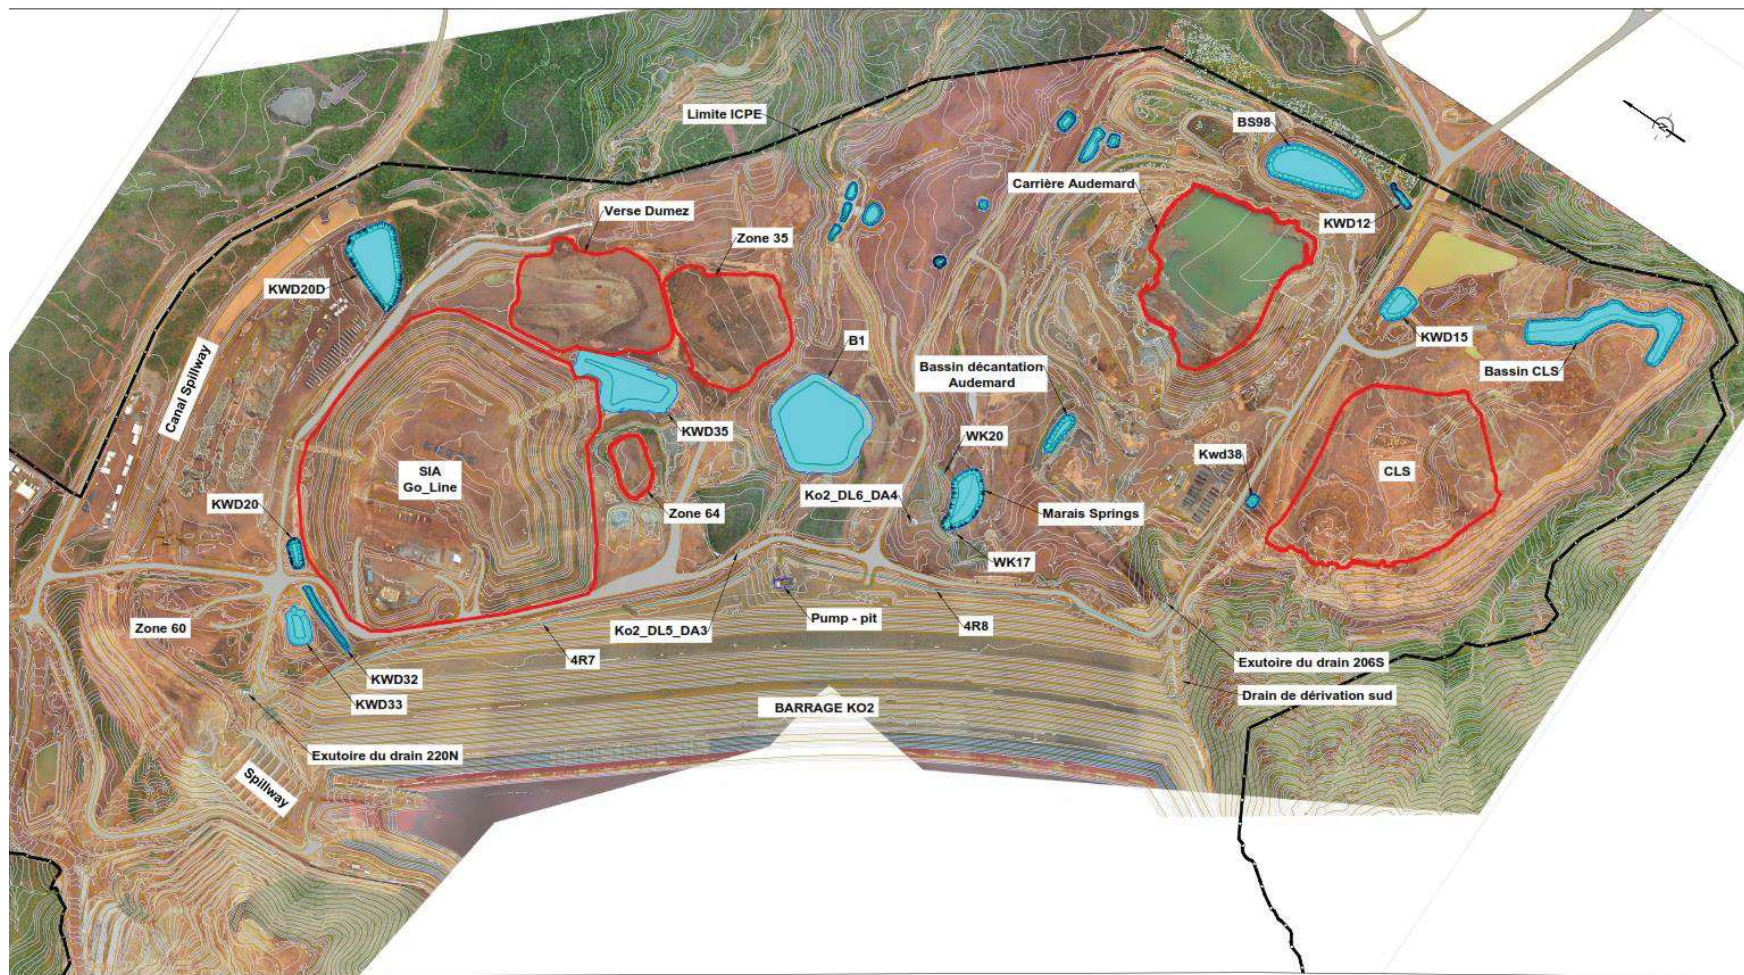 Limite ICPE
BS98
Carrière Audemard
Verse Dumez
KWD12
Zone 35
KWD20D
KWD15
B1
Bassin décantation
Audemard
Bassin CLS
Canal Spillway
KWD35
WK20
Kwd38
SIA
Go_Line
CLS
KWD20
Ko2_DL6_DA4
Zone 64
Marais Springs
WK17
Pump - pit
Zone 60
Ko2_DL5_DA3
4R8
4R7
Exutoire du drain 206S
KWD32
Drain de dérivation sud
KWD33
BARRAGE KO2
Exutoire du drain 220N
Spillway